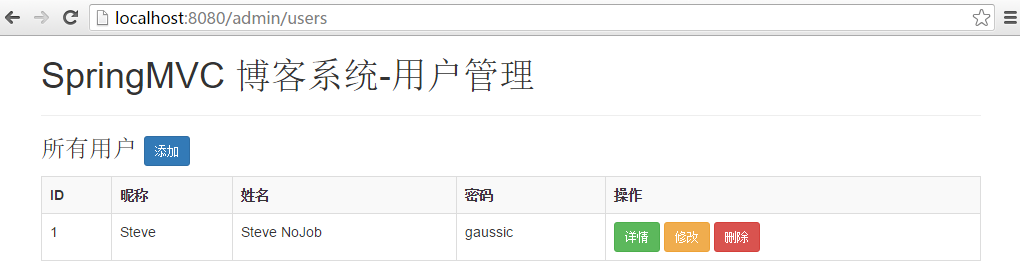 localhost:8080/admin/users
SpringMVC 博客系统-用户管理
所有用户 添加
ID 昵称 姓名 密码 操作
1 Steve Steve NoJob gaussic 详情 修改 删除